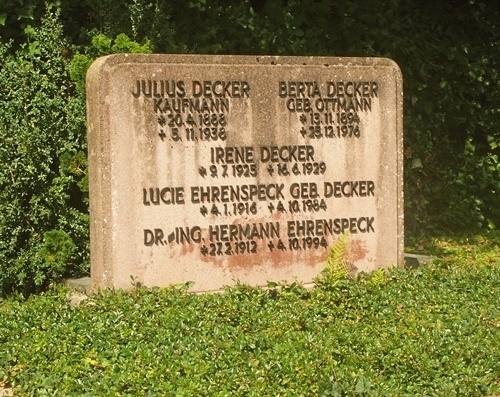 JULIUS DECKER
KAUFMANN
* 20.4.1888
+ 5.11.1936
BERTA DECKER
GEB. OTTMANN
* 13.11.1894
+ 25.12.1976
IRENE DECKER
* 9.7.1925 + 16.6.1929
LUCIE EHRENSPECK GEB. DECKER
* 4.1.1916 + 4.10.1984
DR.-ING. HERMANN EHRENSPECK
* 27.2.1912 + 4.10.1994